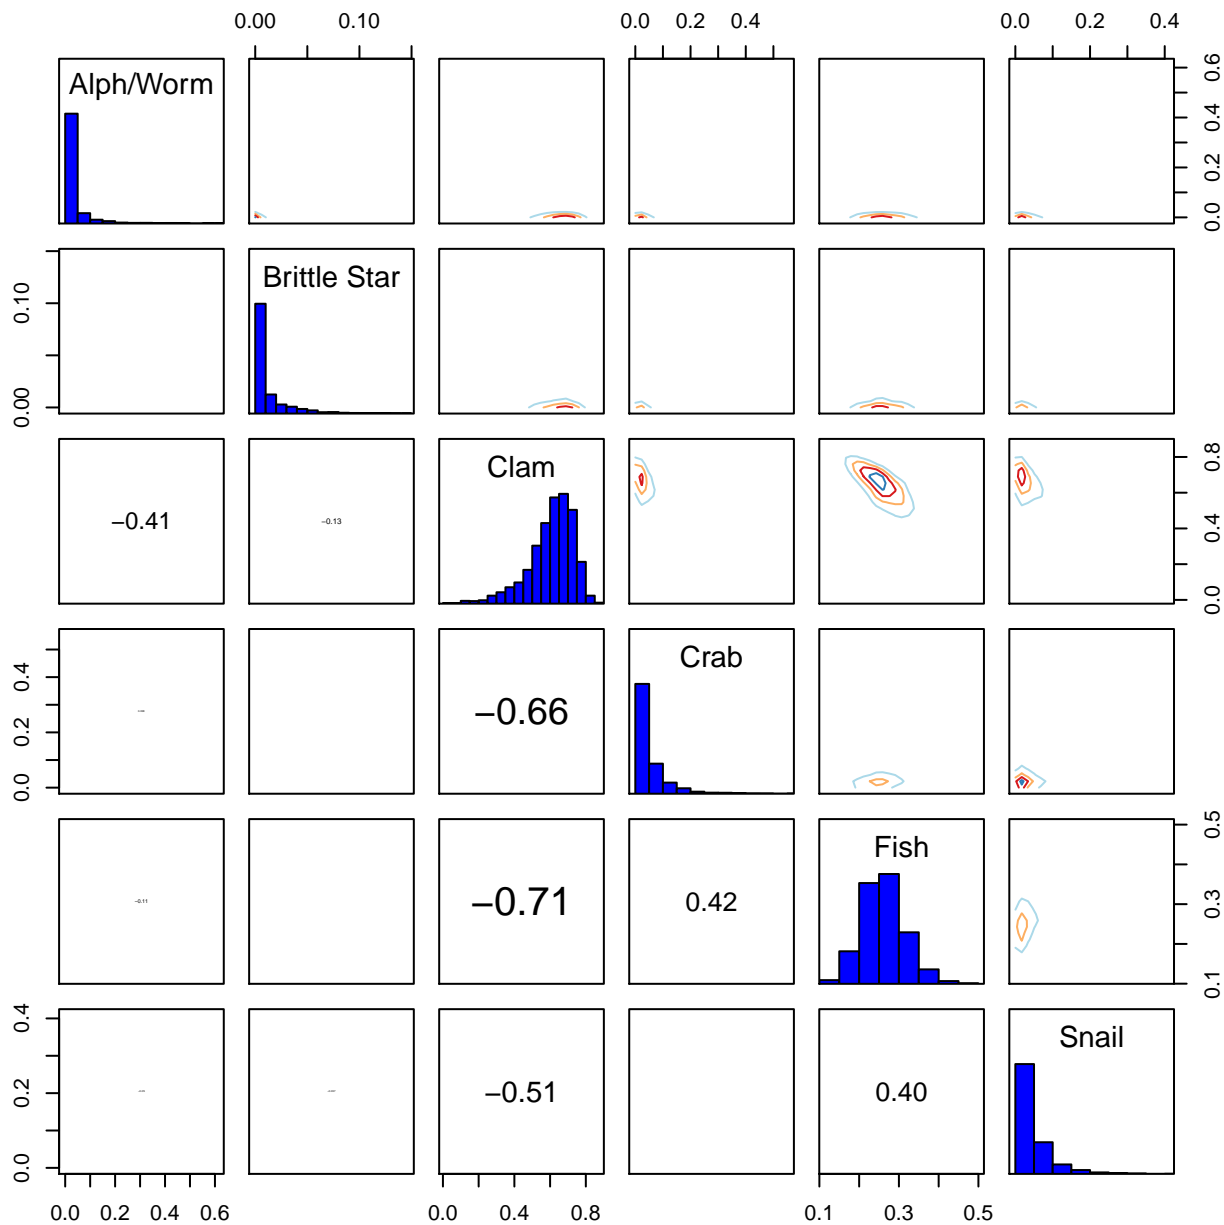 0.00 0.10 0.0 0.2 0.4 0.0 0.2 0.4
Alph/Worm
0.0 0.2 0.4 0.6
Brittle Star
0.00 0.10
Clam
−0.41 −0.13
0.0 0.4 0.8
Crab
−0.66
0.0 0.2 0.4
Fish
−0.11 −0.71 0.42
0.1 0.3 0.5
Snail
−0.51 0.40
0.0 0.2 0.4
0.0 0.2 0.4 0.6 0.0 0.4 0.8 0.1 0.3 0.5